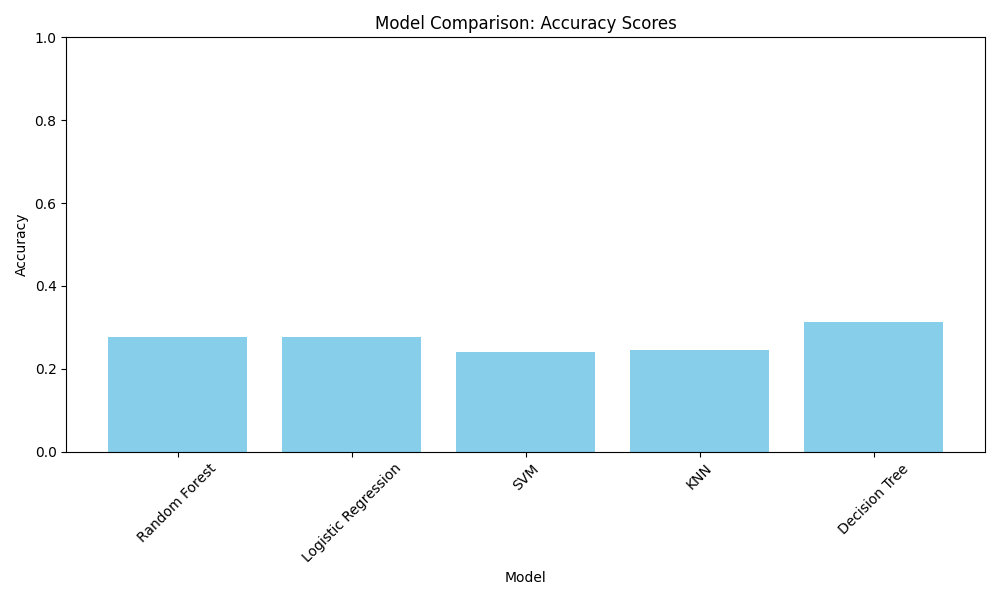 Model Comparison: Accuracy Scores
1.0
0.8
0.6
0.4
0.2
0.0
Accuracy
Random Forest
Logistic Regression
SVM
KNN
Decision Tree
Model